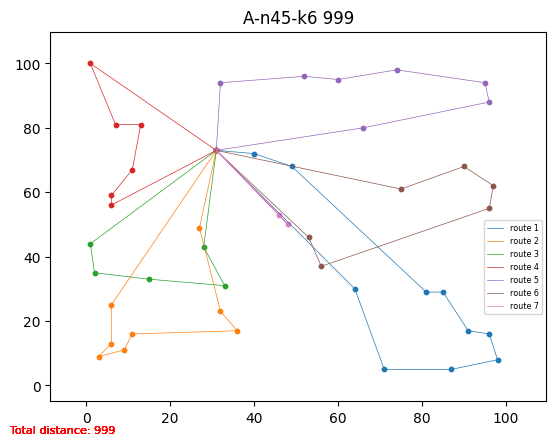 A-n45-k6 999
100
80
60
40
20
0
0 20 40 60 80 100
route 1
route 2
route 3
route 4
route 5
route 6
route 7
Total distance: 999